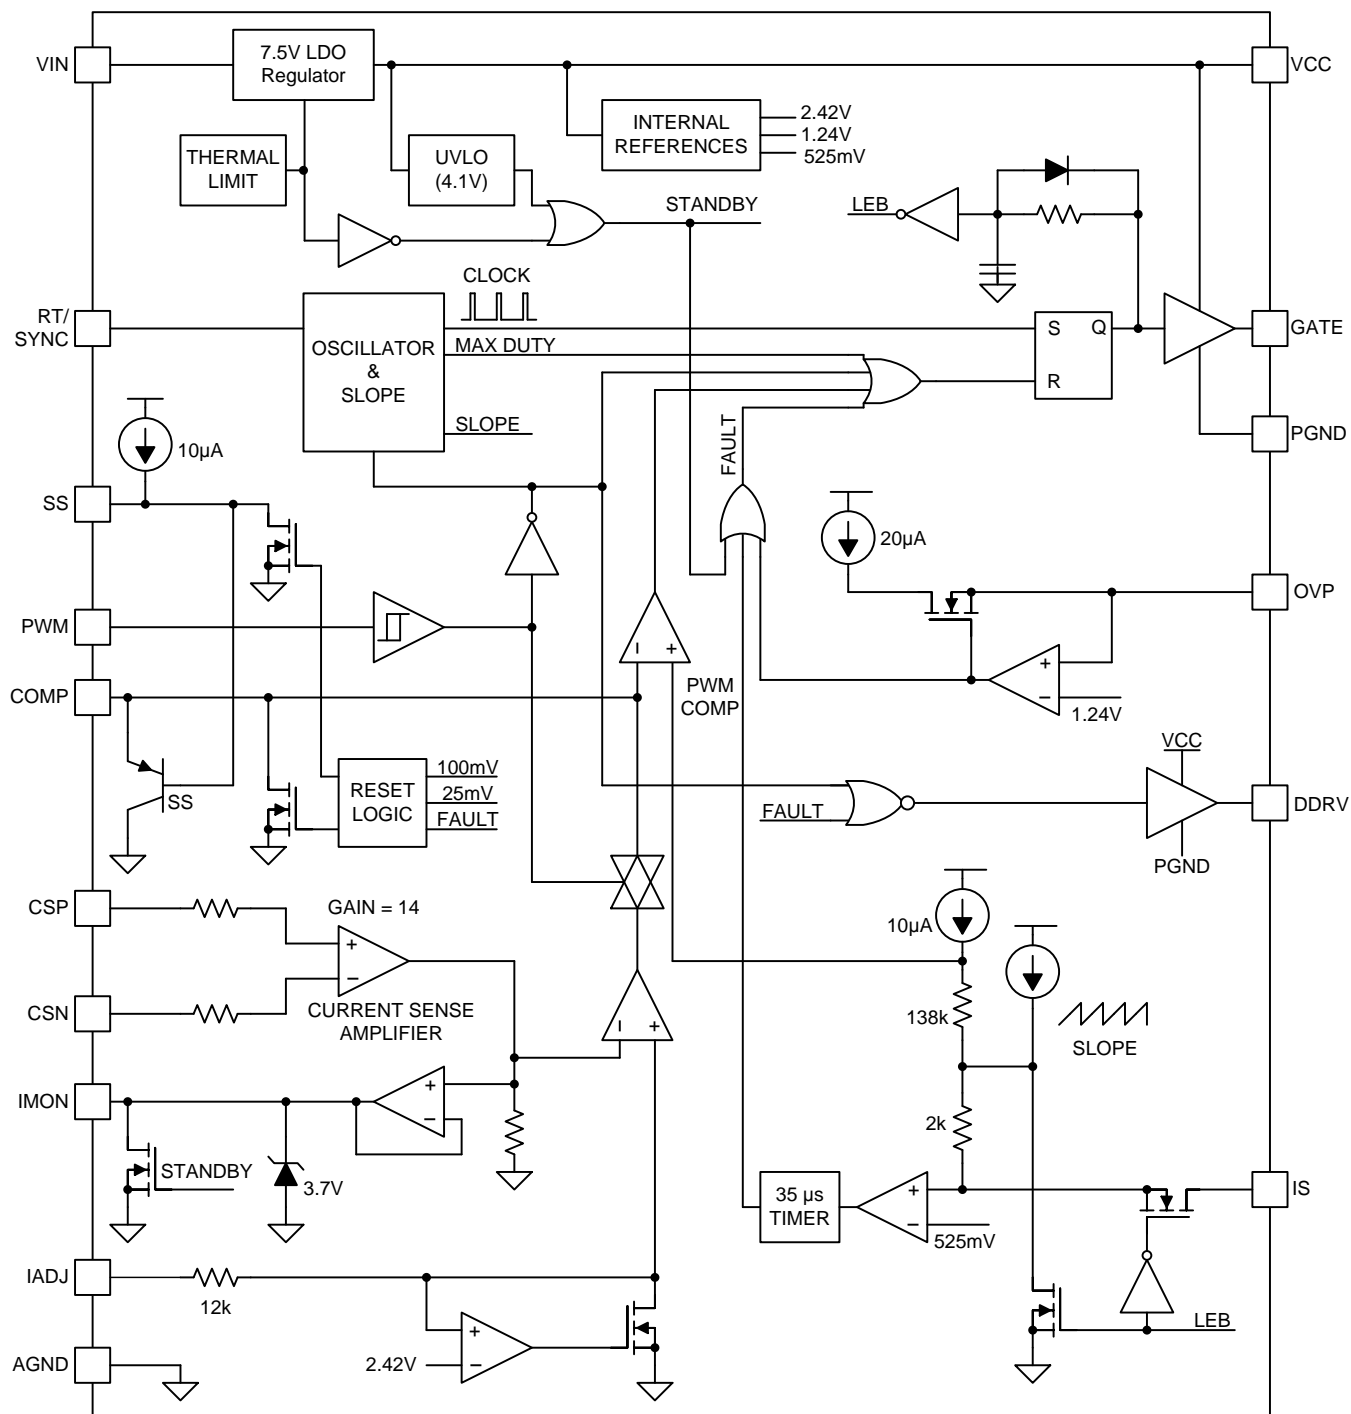 VIN
7.5V LDO
Regulator
VCC
INTERNAL
REFERENCES
2.42V
1.24V
525mV
THERMAL
LIMIT
UVLO
(4.1V)
STANDBY
LEB
CLOCK
RT/
SYNC
OSCILLATOR
&
SLOPE
MAX DUTY
SLOPE
S
Q
R
GATE
PGND
10µA
FAULT
SS
20µA
OVP
PWM
COMP
PWM
COMP
+
–
+
–
1.24V
VCC
SS
RESET
LOGIC
100mV
25mV
FAULT
FAULT
DDRV
PGND
CSP
GAIN = 14
+
–
CSN
CURRENT SENSE
AMPLIFIER
10µA
138k
SLOPE
–
+
IMON
+
–
2k
STANDBY
3.7V
35 µs
TIMER
+
–
525mV
IS
IADJ
12k
LEB
+
–
2.42V
AGND